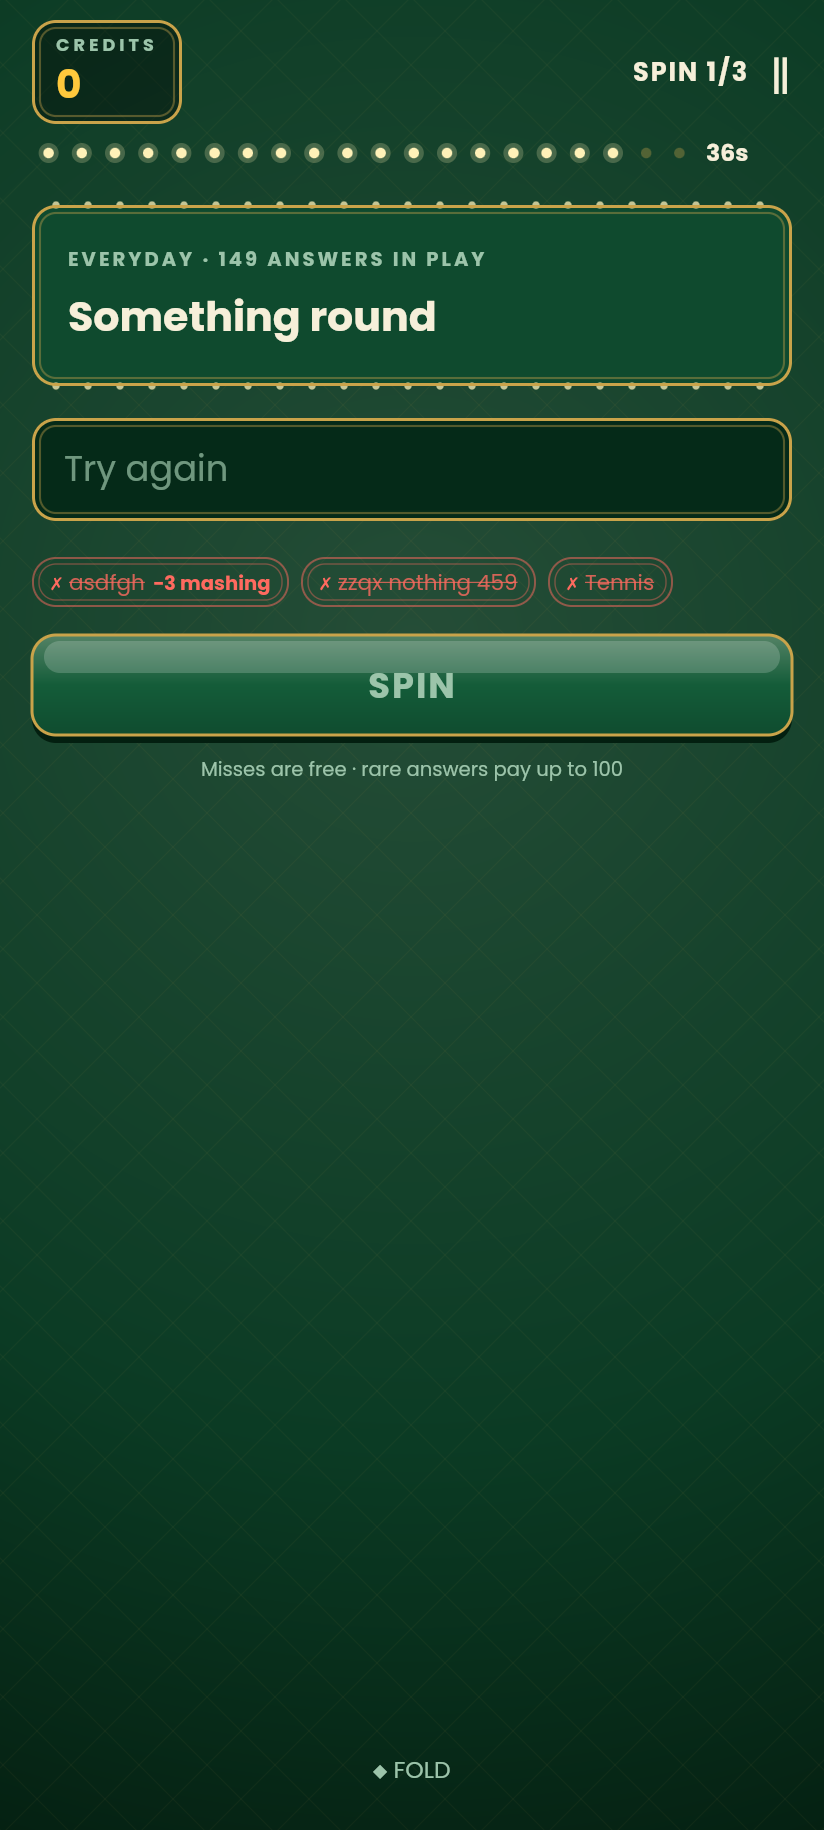 CREDITS
0
SPIN 1/3
36s
EVERYDAY · 149 ANSWERS IN PLAY
Something round
Try again
✗ asdfgh -3 mashing
✗ zzqx nothing 459
✗ Tennis
SPIN
Misses are free · rare answers pay up to 100
◆ FOLD